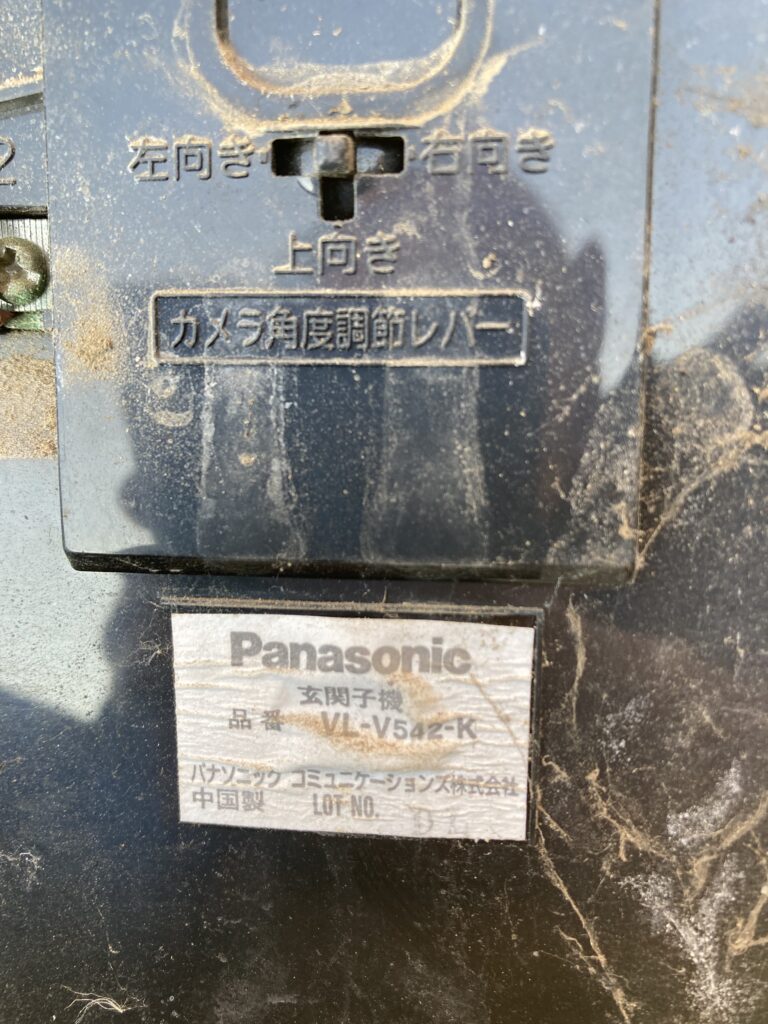 2
左向き 右向き
上向き
カメラ角度調節レバー
Panasonic
玄関子機
品番 VL-V542-K
パナソニック コミュニケーションズ株式会社
中国製 LOT NO.